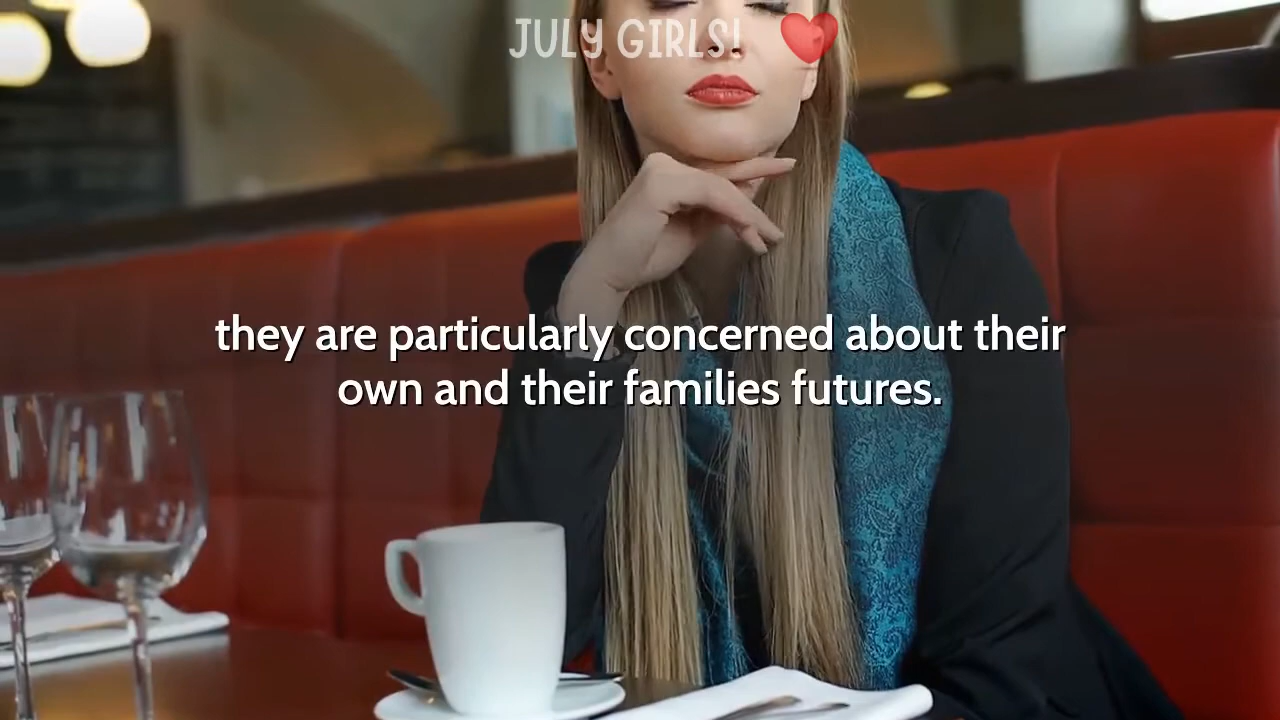 JULY GIRLS! ❤️
they are particularly concerned about their
own and their families futures.